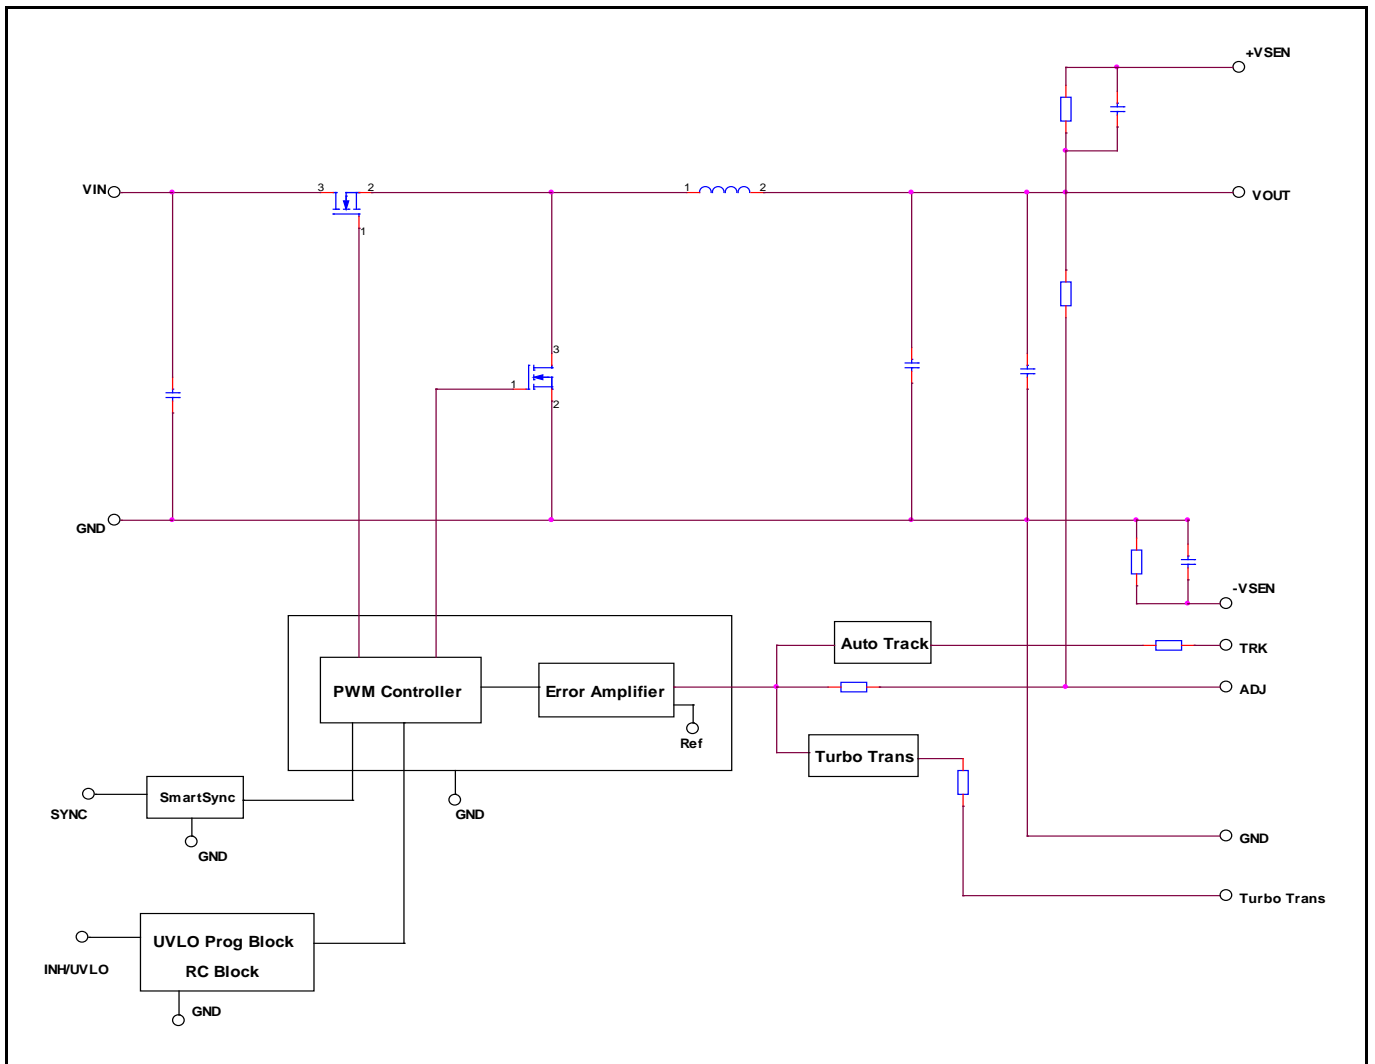 +VSEN
VIN
3
2
1
1
2
VOUT
3
1
2
GND
-VSEN
Auto Track
TRK
PWM Controller
Error Amplifier
ADJ
Ref
Turbo Trans
SmartSync
SYNC
GND
GND
GND
Turbo Trans
UVLO Prog Block
RC Block
INH/UVLO
GND